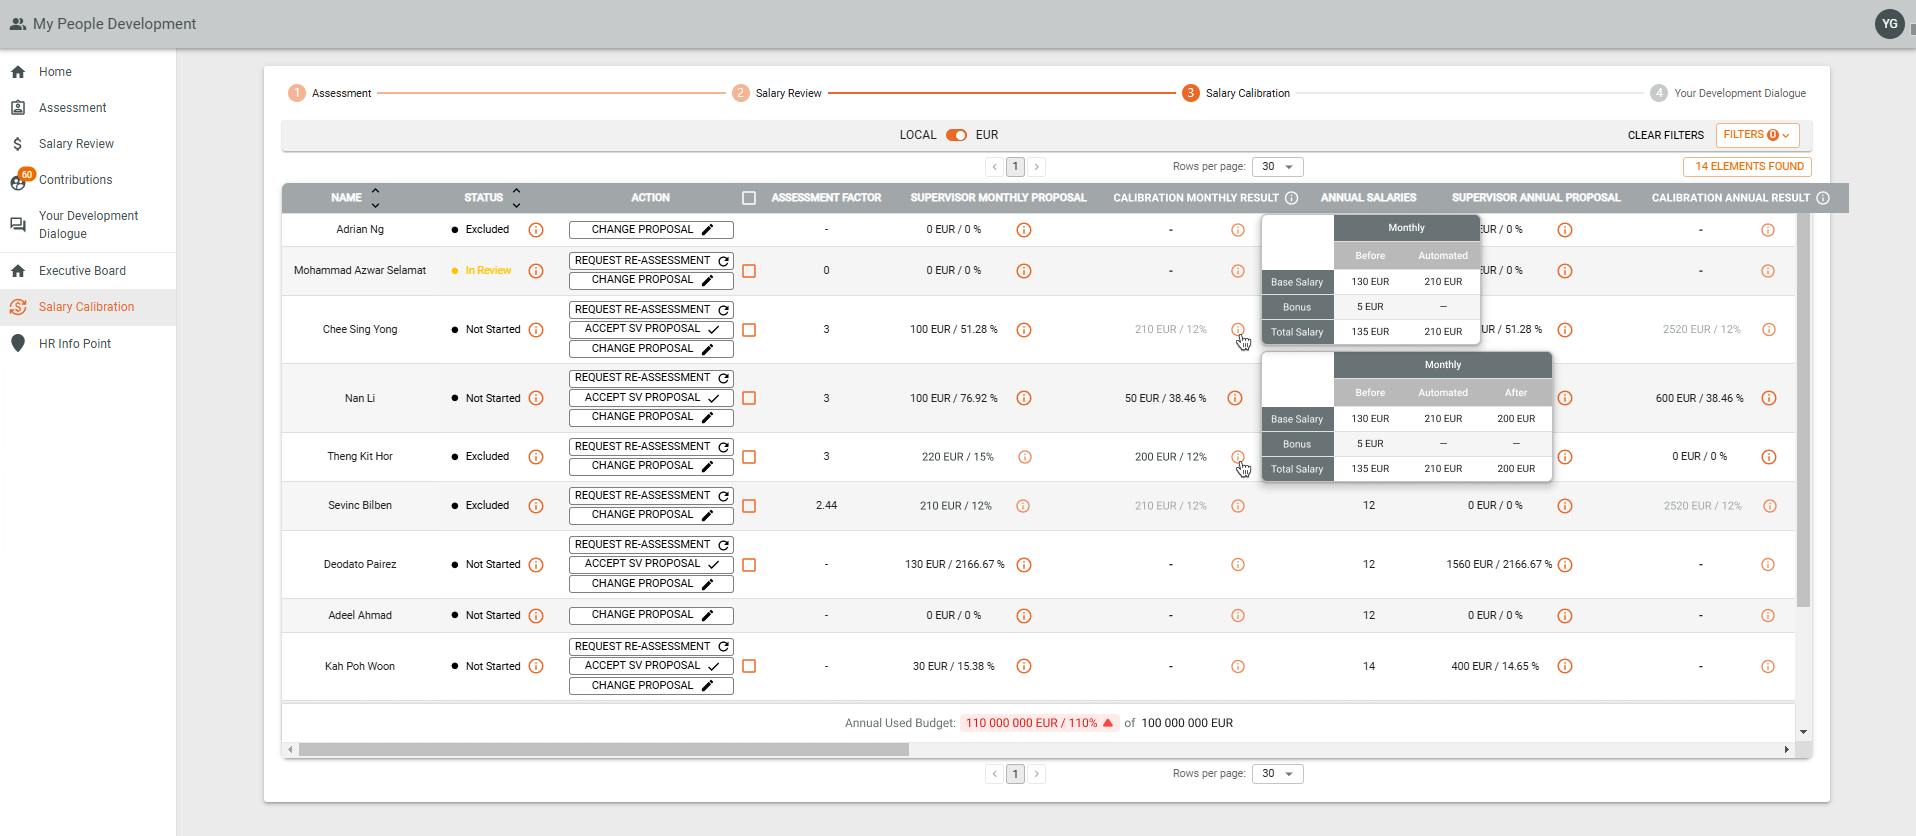 My People Development
YG
Home
Assessment
Salary Review
60
Contributions
Your Development
Dialogue
Executive Board
Salary Calibration
HR Info Point
1 Assessment 2 Salary Review 3 Salary Calibration 4 Your Development Dialogue
LOCAL EUR CLEAR FILTERS FILTERS 0
1 Rows per page: 30 14 ELEMENTS FOUND
NAME STATUS ACTION ASSESSMENT FACTOR SUPERVISOR MONTHLY PROPOSAL CALIBRATION MONTHLY RESULT ANNUAL SALARIES SUPERVISOR ANNUAL PROPOSAL CALIBRATION ANNUAL RESULT
Adrian Ng Excluded CHANGE PROPOSAL - 0 EUR / 0 % - EUR / 0 % -
Mohammad Azwar Selamat In Review REQUEST RE-ASSESSMENT CHANGE PROPOSAL 0 0 EUR / 0 % - EUR / 0 % -
Chee Sing Yong Not Started REQUEST RE-ASSESSMENT ACCEPT SV PROPOSAL CHANGE PROPOSAL 3 100 EUR / 51.28 % 210 EUR / 12% UR / 51.28 % 2520 EUR / 12%
Monthly
Before Automated
Base Salary 130 EUR 210 EUR
Bonus 5 EUR –
Total Salary 135 EUR 210 EUR
Nan Li Not Started REQUEST RE-ASSESSMENT ACCEPT SV PROPOSAL CHANGE PROPOSAL 3 100 EUR / 76.92 % 50 EUR / 38.46 % 600 EUR / 38.46 %
Monthly
Before Automated After
Base Salary 130 EUR 210 EUR 200 EUR
Bonus 5 EUR – –
Total Salary 135 EUR 210 EUR 200 EUR
Theng Kit Hor Excluded REQUEST RE-ASSESSMENT CHANGE PROPOSAL 3 220 EUR / 15% 200 EUR / 12% 0 EUR / 0 %
Sevinc Bilben Excluded REQUEST RE-ASSESSMENT CHANGE PROPOSAL 2.44 210 EUR / 12% 210 EUR / 12% 12 0 EUR / 0 % 2520 EUR / 12%
Deodato Pairez Not Started REQUEST RE-ASSESSMENT ACCEPT SV PROPOSAL CHANGE PROPOSAL - 130 EUR / 2166.67 % - 12 1560 EUR / 2166.67 % -
Adeel Ahmad Not Started CHANGE PROPOSAL - 0 EUR / 0 % - 12 0 EUR / 0 % -
Kah Poh Woon Not Started REQUEST RE-ASSESSMENT ACCEPT SV PROPOSAL CHANGE PROPOSAL - 30 EUR / 15.38 % - 14 400 EUR / 14.65 % -
Annual Used Budget: 110 000 000 EUR / 110% of 100 000 000 EUR
1 Rows per page: 30